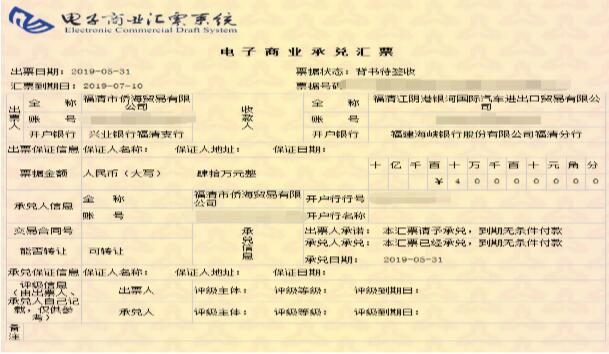 电子商业汇票系统
Electronic Commercial Draft System
电子商业承兑汇票
出票日期: 2019-05-31 票据状态: 背书待签收
汇票到期日: 2019-07-10 票据号码
出票人 全称 福清市侨海贸易有限公司 收款人 全称 福清江阴港银河国际汽车进出口贸易有限公司
账号 账号
开户银行 兴业银行福清支行 开户银行 福建海峡银行股份有限公司福清分行
出票保证信息 保证人名称: 保证人地址: 保证日期:
票据金额 人民币（大写） 肆拾万元整 十亿千百十万千百十元角分
¥40000000
承兑人信息 全称 福清市侨海贸易有限公司 开户行行号
账号 开户行名称
交易合同号 承兑信息 出票人承诺: 本汇票请予承兑，到期无条件付款
能否转让 可转让 承兑人承兑: 本汇票已经承兑，到期无条件付款
承兑日期: 2019-05-31
承兑保证信息 保证人名称: 保证人地址: 保证日期:
评级信息（由出票人、承兑人自己记载，仅供参考） 出票人 评级主体: 评级等级: 评级到期日:
承兑人 评级主体: 评级等级: 评级到期日:
备注